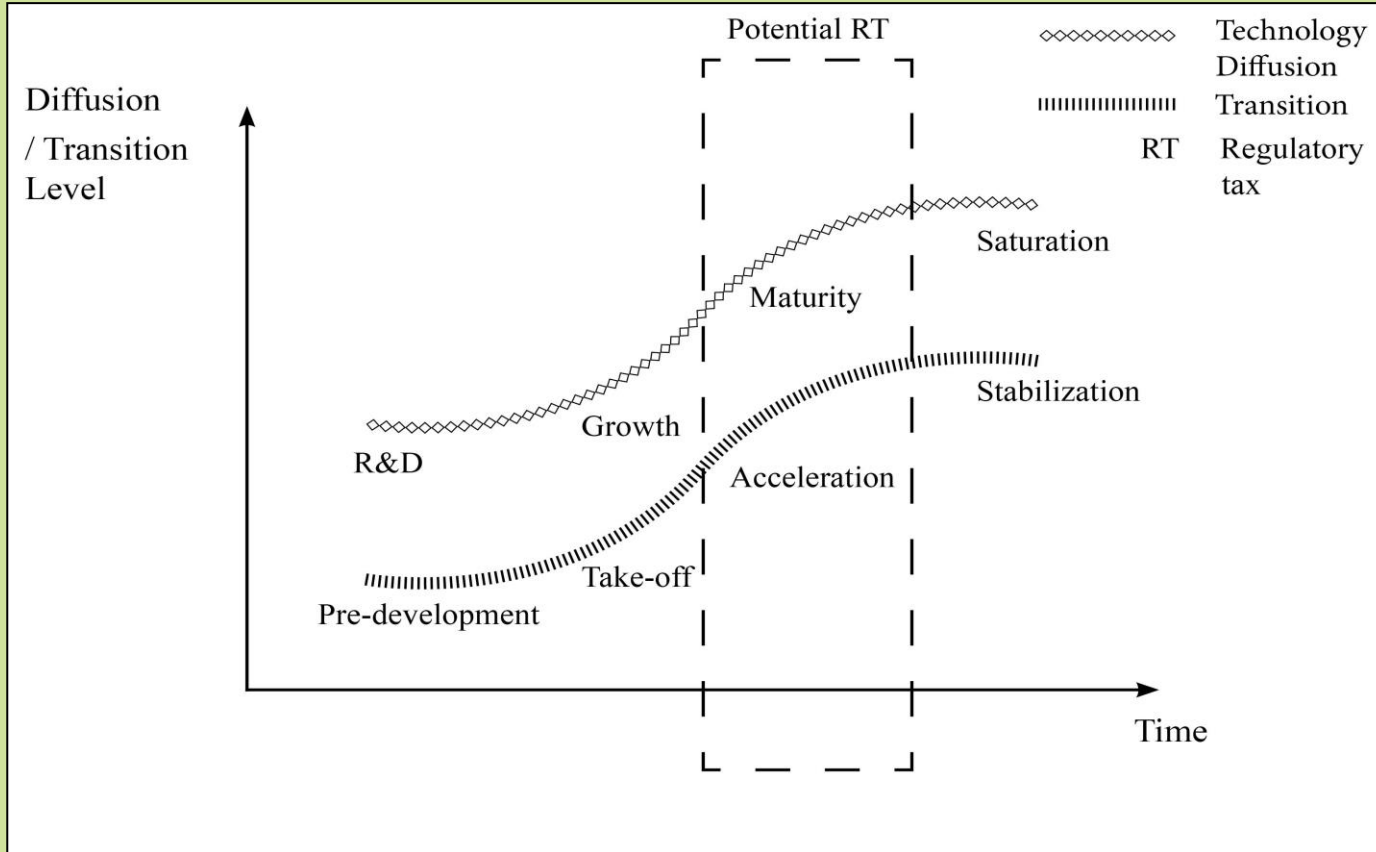 Potential RT
Technology
Diffusion
Transition
RT Regulatory
tax
Diffusion
/ Transition
Level
Saturation
Maturity
Stabilization
Growth
R&D
Acceleration
Take-off
Pre-development
Time